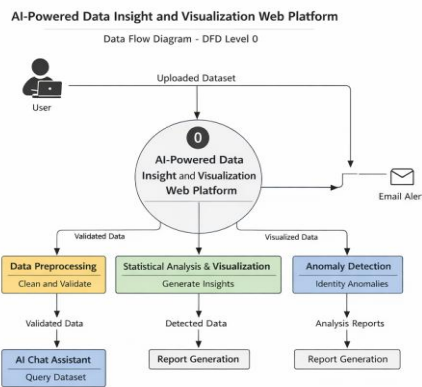 AI-Powered Data Insight and Visualization Web Platform
Data Flow Diagram - DFD Level 0
User
Uploaded Dataset
0
AI-Powered Data
Insight and Visualization
Web Platform
Email Aler
Validated Data
Visualized Data
Data Preprocessing
Clean and Validate
Statistical Analysis & Visualization
Generate Insights
Anomaly Detection
Identity Anomalies
Validated Data
Detected Data
Analysis Reports
AI Chat Assistant
Query Dataset
Report Generation
Report Generation